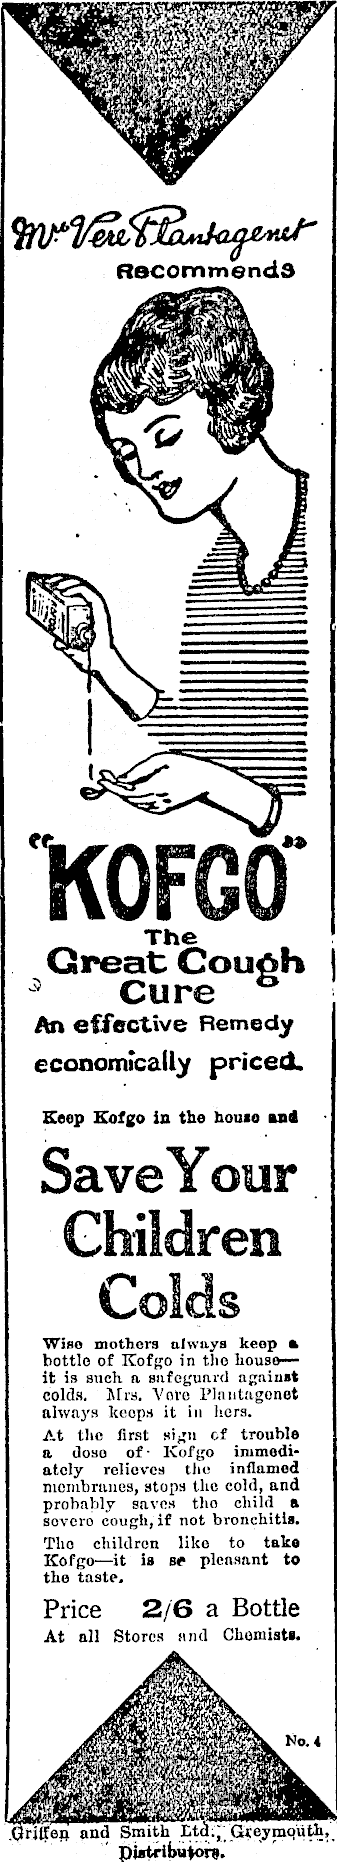 Mrs Vere Plantagenet
Recommends
"KOFGO"
The
Great Cough
Cure
An effective Remedy
economically priced.
Keep Kofgo in the house and
Save Your
Children
Colds
Wise mothers always keep a
bottle of Kofgo in the house—
it is such a safeguard against
colds. Mrs. Vere Plantagenet
always keeps it in hers.
At the first sign of trouble
a dose of Kofgo immedi-
ately relieves the inflamed
membranes, stops the cold, and
probably saves the child a
severe cough, if not bronchitis.
The children like to take
Kofgo—it is so pleasant to
the taste.
Price 2/6 a Bottle
At all Stores and Chemists.
No. 4
Griffen and Smith Ltd., Greymouth,
Distributors.